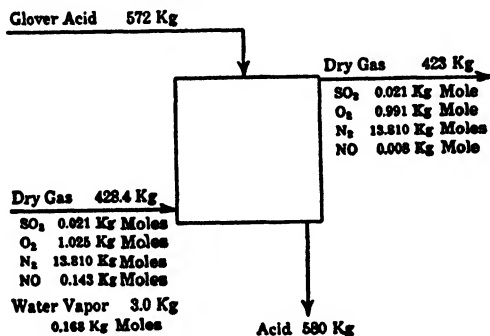 Glover Acid 572 Kg
Dry Gas 423 Kg
SO₂ 0.021 Kg Mole
O₂ 0.991 Kg Mole
N₂ 13.810 Kg Moles
NO 0.008 Kg Mole
Dry Gas 428.4 Kg
SO₂ 0.021 Kg Moles
O₂ 1.025 Kg Moles
N₂ 13.810 Kg Moles
NO 0.143 Kg Moles
Water Vapor 3.0 Kg
0.168 Kg Moles
Acid 580 Kg